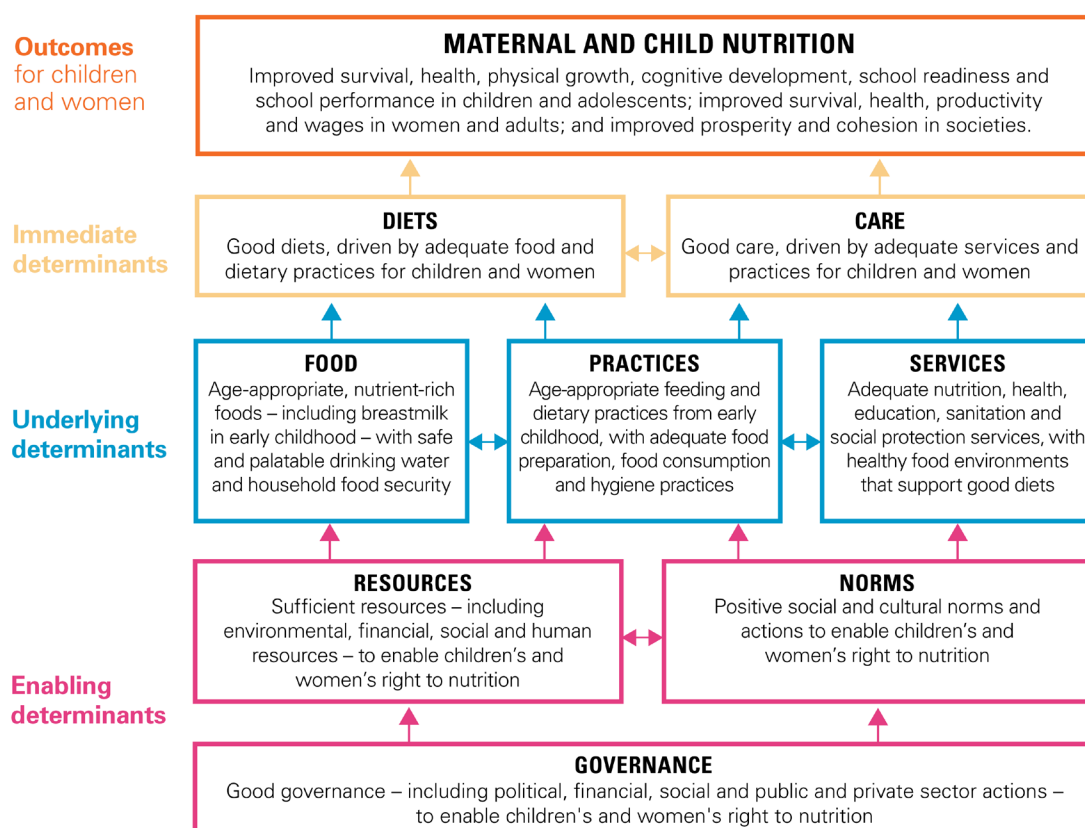 Outcomes
for children
and women
MATERNAL AND CHILD NUTRITION
Improved survival, health, physical growth, cognitive development, school readiness and
school performance in children and adolescents; improved survival, health, productivity
and wages in women and adults; and improved prosperity and cohesion in societies.
Immediate
determinants
DIETS
Good diets, driven by adequate food and
dietary practices for children and women
CARE
Good care, driven by adequate services and
practices for children and women
Underlying
determinants
FOOD
Age-appropriate, nutrient-rich
foods – including breastmilk
in early childhood – with safe
and palatable drinking water
and household food security
PRACTICES
Age-appropriate feeding and
dietary practices from early
childhood, with adequate food
preparation, food consumption
and hygiene practices
SERVICES
Adequate nutrition, health,
education, sanitation and
social protection services, with
healthy food environments
that support good diets
Enabling
determinants
RESOURCES
Sufficient resources – including
environmental, financial, social and human
resources – to enable children’s and
women’s right to nutrition
NORMS
Positive social and cultural norms and
actions to enable children’s and
women’s right to nutrition
GOVERNANCE
Good governance – including political, financial, social and public and private sector actions –
to enable children's and women's right to nutrition